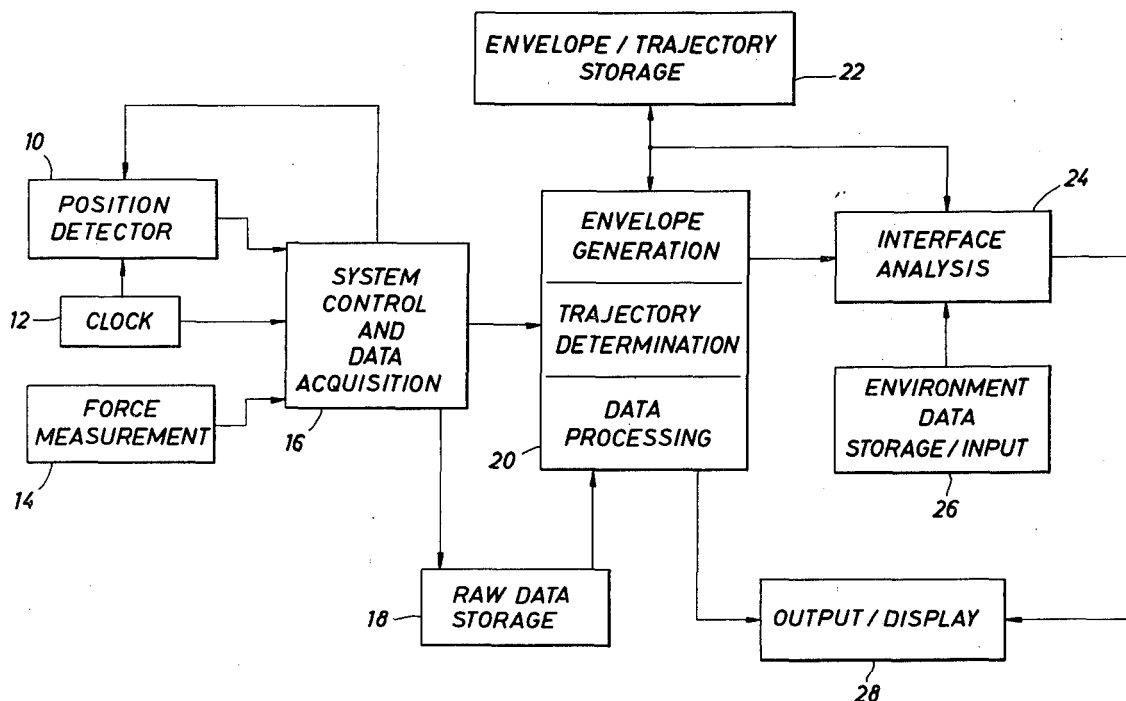 ENVELOPE / TRAJECTORY
STORAGE
22
10
POSITION
DETECTOR
12
CLOCK
FORCE
MEASUREMENT
14
SYSTEM
CONTROL
AND
DATA
ACQUISITION
16
ENVELOPE
GENERATION
TRAJECTORY
DETERMINATION
DATA
PROCESSING
20
24
INTERFACE
ANALYSIS
ENVIRONMENT
DATA
STORAGE / INPUT
26
RAW DATA
STORAGE
18
OUTPUT / DISPLAY
28